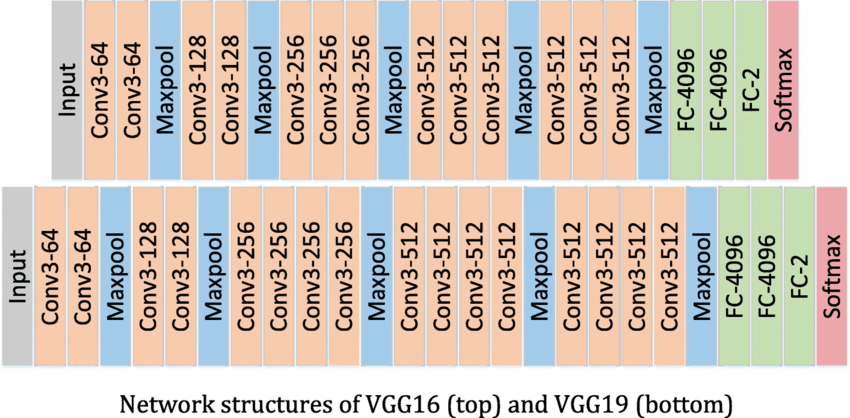 Input
Conv3-64
Conv3-64
Maxpool
Conv3-128
Conv3-128
Maxpool
Conv3-256
Conv3-256
Conv3-256
Maxpool
Conv3-512
Conv3-512
Conv3-512
Maxpool
Conv3-512
Conv3-512
Conv3-512
Maxpool
FC-4096
FC-4096
FC-2
Softmax
Input
Conv3-64
Conv3-64
Maxpool
Conv3-128
Conv3-128
Maxpool
Conv3-256
Conv3-256
Conv3-256
Conv3-256
Maxpool
Conv3-512
Conv3-512
Conv3-512
Conv3-512
Maxpool
Conv3-512
Conv3-512
Conv3-512
Conv3-512
Maxpool
FC-4096
FC-4096
FC-2
Softmax
Network structures of VGG16 (top) and VGG19 (bottom)